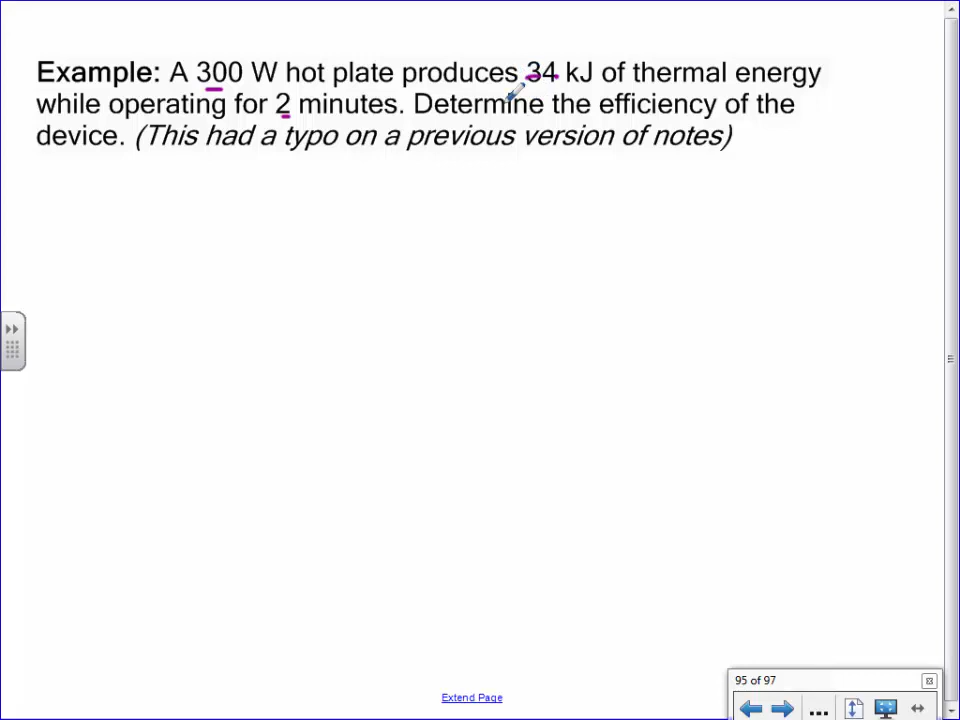 Example: A 300 W hot plate produces 34 kJ of thermal energy
while operating for 2 minutes. Determine the efficiency of the
device. (This had a typo on a previous version of notes)
Extend Page
95 of 97